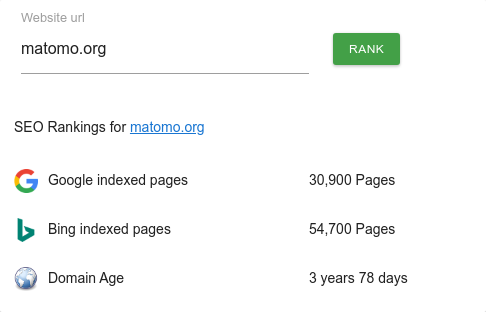 Website url
matomo.org
RANK
SEO Rankings for matomo.org
Google indexed pages 30,900 Pages
Bing indexed pages 54,700 Pages
Domain Age 3 years 78 days